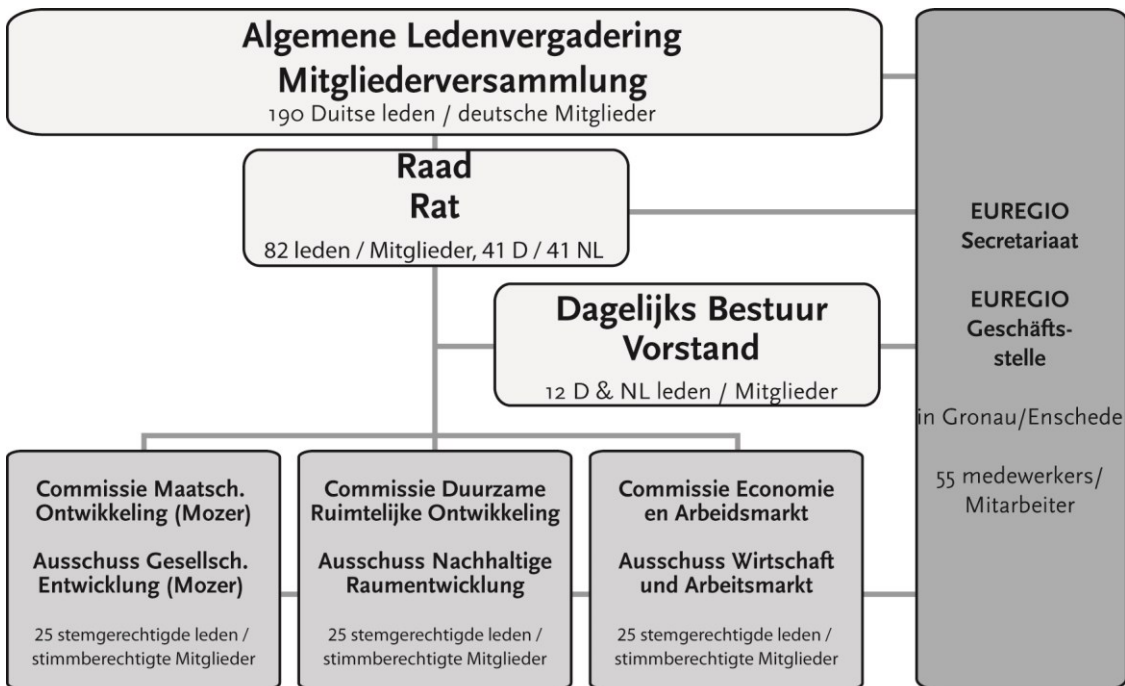 Algemene Ledenvergadering
Mitgliederversammlung
190 Duitse leden / deutsche Mitglieder
Raad
Rat
82 leden / Mitglieder, 41 D / 41 NL
Dagelijks Bestuur
Vorstand
12 D & NL leden / Mitglieder
Commissie Maatsch.
Ontwikkeling (Mozer)
Ausschuss Gesellsch.
Entwicklung (Mozer)
25 stemgerechtigde leden /
stimmberechtigte Mitglieder
Commissie Duurzame
Ruimtelijke Ontwikkeling
Ausschuss Nachhaltige
Raumentwicklung
25 stemgerechtigde leden /
stimmberechtigte Mitglieder
Commissie Economie
en Arbeidsmarkt
Ausschuss Wirtschaft
und Arbeitsmarkt
25 stemgerechtigde leden /
stimmberechtigte Mitglieder
EUREGIO
Secretariaat
EUREGIO
Geschäfts-
stelle
in Gronau/Enschede
55 medewerkers/
Mitarbeiter